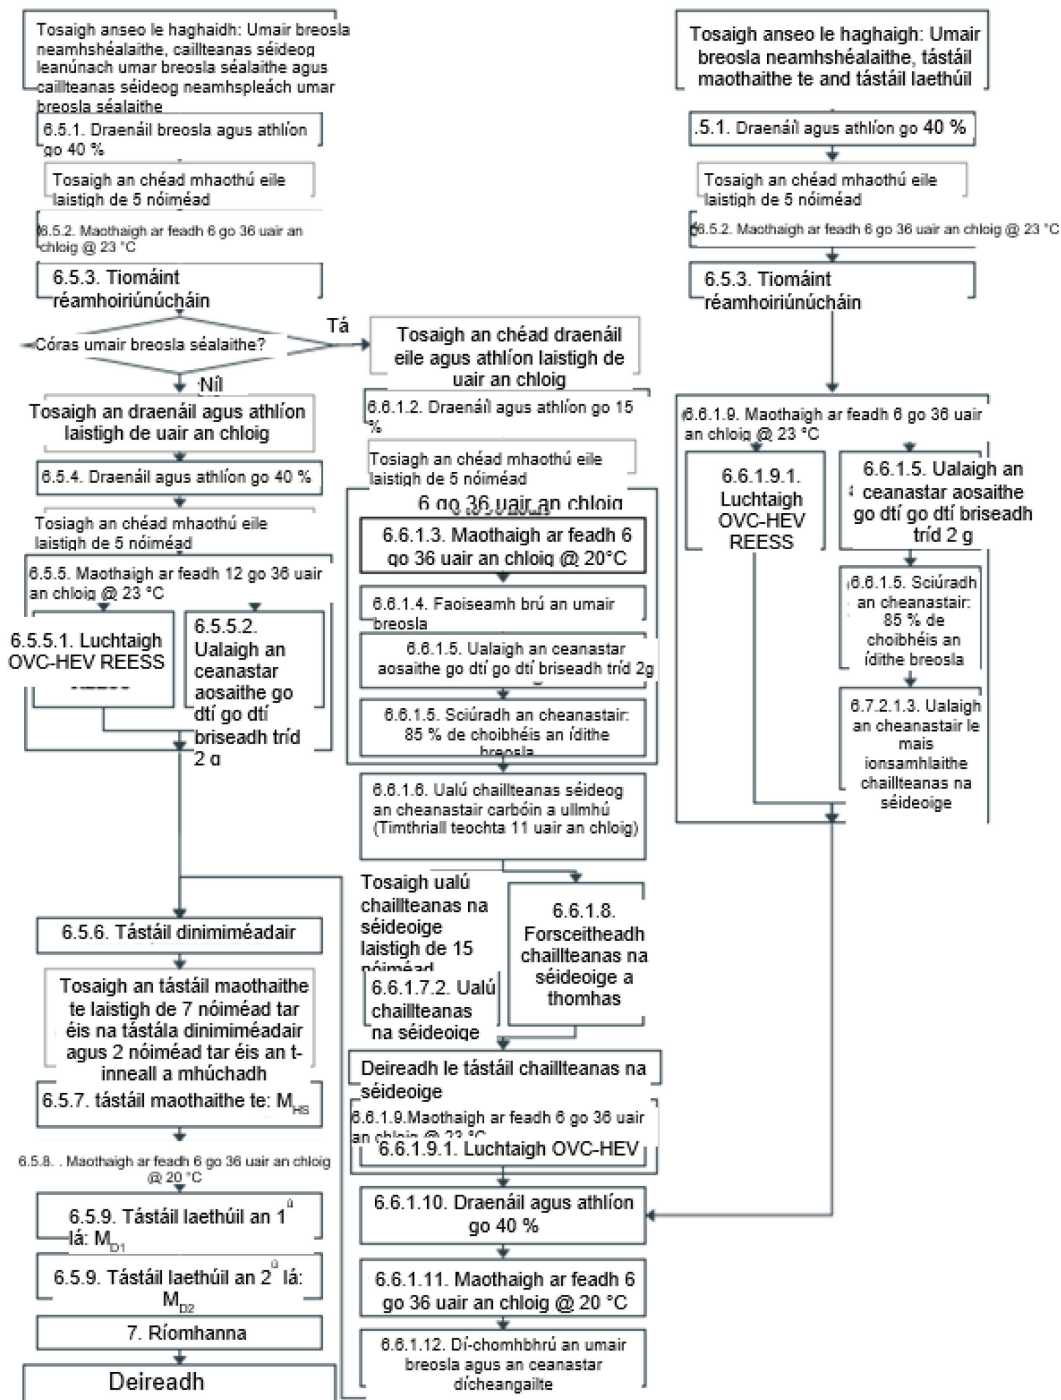 Tosaigh anseo le haghaidh: Umair breosla
neamhshéalaithe, caillteanas séideog
leanúnach umar breosla séalaithe agus
caillteanas séideog neamhspleách umar
breosla séalaithe
6.5.1. Draenáil breosla agus athlíon
go 40 %
Tosaigh an chéad mhaothú eile
laistigh de 5 nóiméad
6.5.2. Maothaigh ar feadh 6 go 36 uair an
chloig @ 23 °C
6.5.3. Tiomáint
réamhoiriúnúcháin
Córas umair breosla séalaithe?
Tá
Níl
Tosaigh an draenáil agus athlíon
laistigh de uair an chloig
6.5.4. Draenáil agus athlíon go 40 %
Tosiagh an chéad mhaothú eile
laistigh de 5 nóiméad
6.5.5. Maothaigh ar feadh 12 go 36 uair
an chloig @ 23 °C
6.5.5.1. Luchtaigh
OVC-HEV REESS
6.5.5.2.
Ualaigh an
ceanastar
aosaithe go
dtí go dtí
briseadh tríd
2 g
6.5.6. Tástáil dinimiméadair
Tosaigh an tástáil maothaithe
te laistigh de 7 nóiméad tar
éis na tástála dinimiméadair
agus 2 nóiméad tar éis an t-
inneall a mhúchadh
6.5.7. tástáil maothaithe te: MHS
6.5.8. . Maothaigh ar feadh 6 go 36 uair an chloig
@ 20 °C
6.5.9. Tástáil laethúil an 1ú
lá: MD1
6.5.9. Tástáil laethúil an 2ú lá:
MD2
7. Ríomhanna
Deireadh
Tosaigh an chéad draenáil
eile agus athlíon laistigh de
uair an chloig
6.6.1.2. Draenáil agus athlíon go 15
%
Tosiagh an chéad mhaothú eile
laistigh de 5 nóiméad
6 go 36 uair an chloig
6.6.1.3. Maothaigh ar feadh 6
go 36 uair an chloig @ 20°C
6.6.1.4. Faoiseamh brú an umair
breosla
6.6.1.5. Ualaigh an ceanastar
aosaithe go dtí go dtí briseadh tríd 2g
6.6.1.5. Sciúradh an cheanastair:
85 % de choibhéis an ídithe
breosla
6.6.1.6. Ualú chaillteanas séideog
an cheanastair carbóin a ullmhú
(Timthriall teochta 11 uair an chloig)
Tosaigh ualú
chaillteanas na
séideoige
laistigh de 15
nóiméad
6.6.1.7.2. Ualú
chaillteanas
na séideoige
6.6.1.8.
Forsceitheadh
chaillteanas na
séideoige a
thomhas
Deireadh le tástáil chaillteanas na
séideoige
6.6.1.9.Maothaigh ar feadh 6 go 36 uair
an chloig @ 23 °C
6.6.1.9.1. Luchtaigh OVC-HEV
6.6.1.10. Draenáil agus athlíon
go 40 %
6.6.1.11. Maothaigh ar feadh 6
go 36 uair an chloig @ 20 °C
6.6.1.12. Dí-chomhbhrú an umair
breosla agus an ceanastar
dícheangailte
Tosaigh anseo le haghaigh: Umair
breosla neamhshéalaithe, tástáil
maothaithe te and tástáil laethúil
.5.1. Draenáil agus athlíon go 40 %
Tosaigh an chéad mhaothú eile
laistigh de 5 nóiméad
6.5.2. Maothaigh ar feadh 6 go 36 uair an chloig @ 23 °C
6.5.3. Tiomáint
réamhoiriúnúcháin
6.6.1.9. Maothaigh ar feadh 6 go 36 uair
an chloig @ 23 °C
6.6.1.9.1.
Luchtaigh
OVC-HEV
REESS
6.6.1.5. Ualaigh an
ceanastar aosaithe
go dtí go dtí briseadh
tríd 2 g
6.6.1.5. Sciúradh
an cheanastair:
85 % de
choibhéis an
ídithe breosla
6.7.2.1.3. Ualaigh
an cheanastair le
mais
ionsamhlaithe
chaillteanas na
séideoige